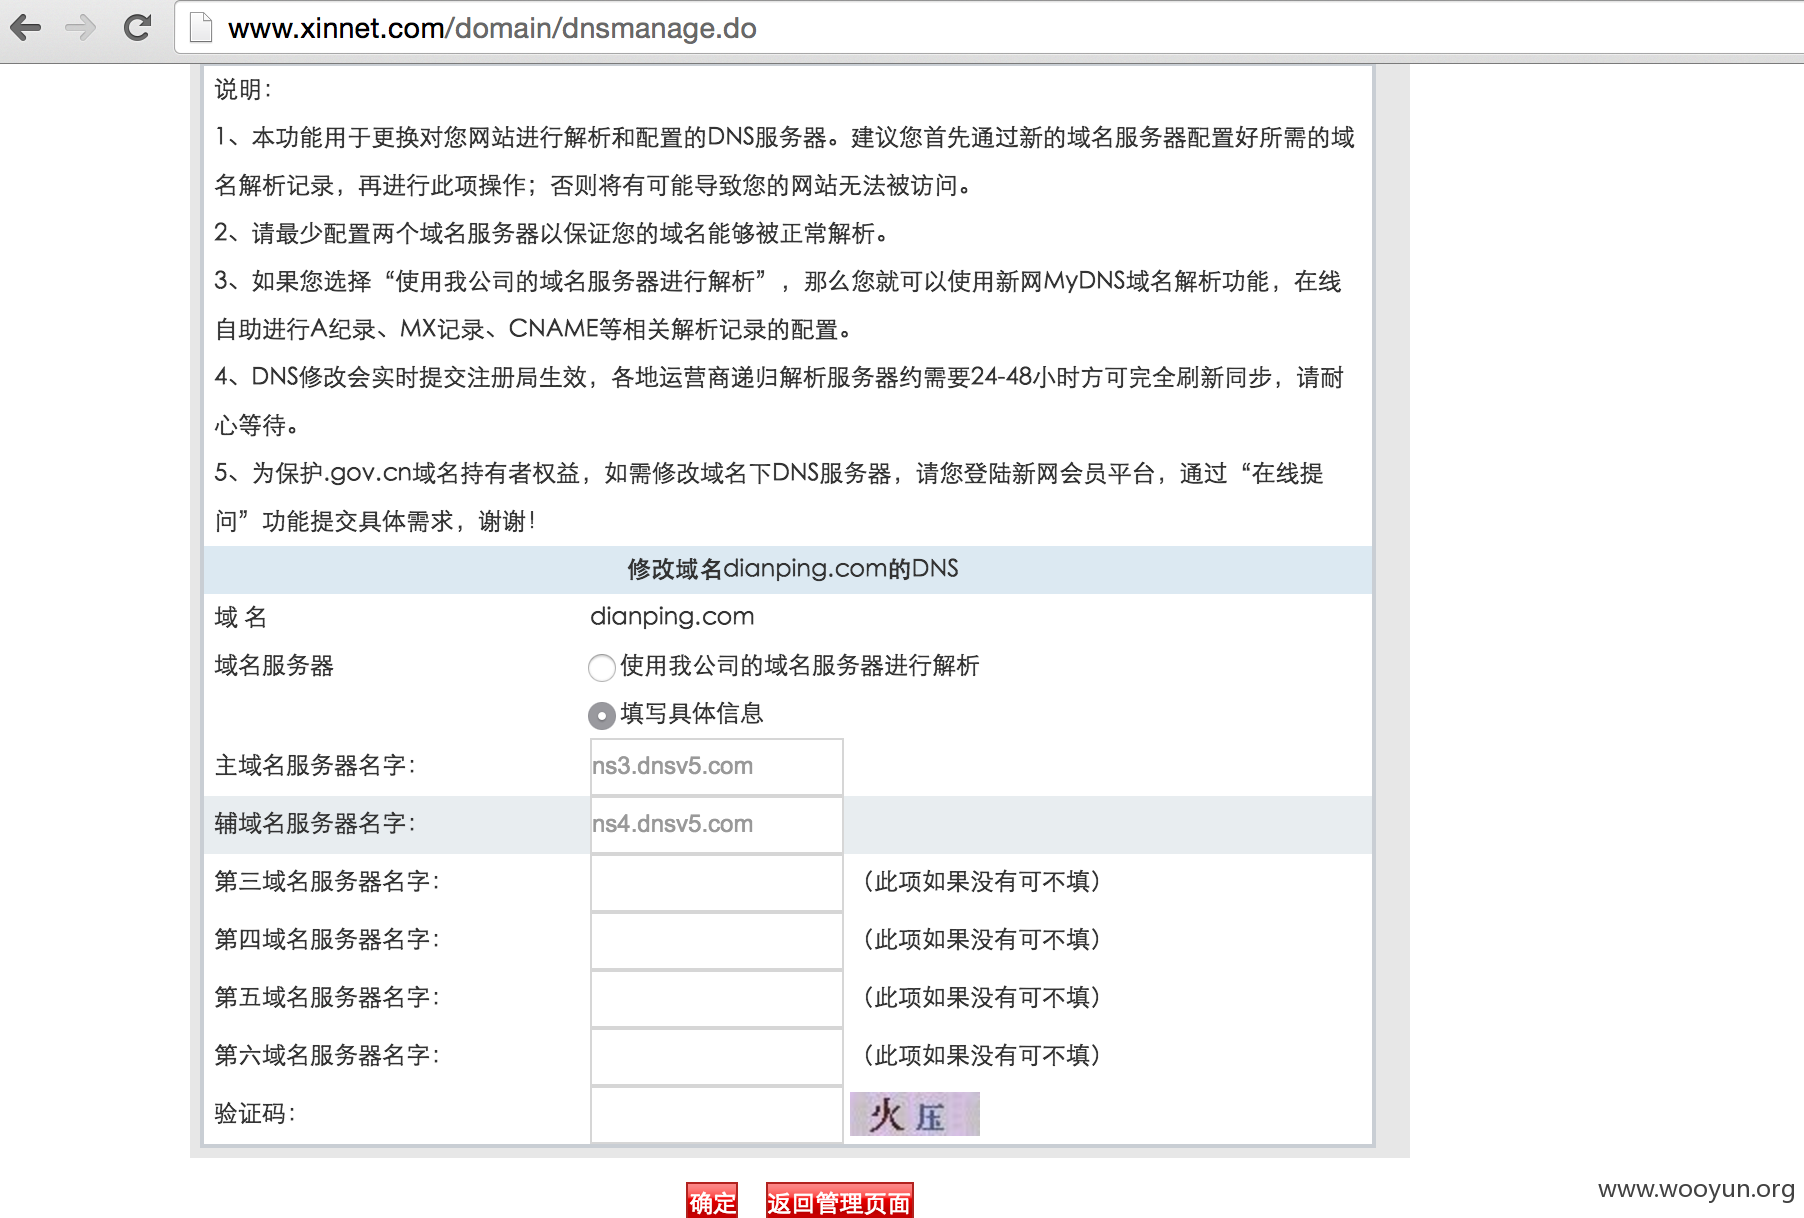 www.xinnet.com/domain/dnsmanage.do
说明：
1、本功能用于更换对您网站进行解析和配置的DNS服务器。建议您首先通过新的域名服务器配置好所需的域
名解析记录，再进行此项操作；否则将有可能导致您的网站无法被访问。
2、请最少配置两个域名服务器以保证您的域名能够被正常解析。
3、如果您选择“使用我公司的域名服务器进行解析”，那么您就可以使用新网MyDNS域名解析功能，在线
自助进行A纪录、MX记录、CNAME等相关解析记录的配置。
4、DNS修改会实时提交注册局生效，各地运营商递归解析服务器约需要24-48小时方可完全刷新同步，请耐
心等待。
5、为保护.gov.cn域名持有者权益，如需修改域名下DNS服务器，请您登陆新网会员平台，通过“在线提
问”功能提交具体需求，谢谢！
修改域名dianping.com的DNS
域 名 dianping.com
域名服务器 使用我公司的域名服务器进行解析
填写具体信息
主域名服务器名字： ns3.dnsv5.com
辅域名服务器名字： ns4.dnsv5.com
第三域名服务器名字： （此项如果没有可不填）
第四域名服务器名字： （此项如果没有可不填）
第五域名服务器名字： （此项如果没有可不填）
第六域名服务器名字： （此项如果没有可不填）
验证码： 火压
确定 返回管理页面
www.wooyun.org